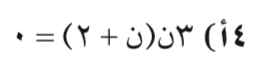 ٤أ) ٣ن(ن + ٢) = ٠